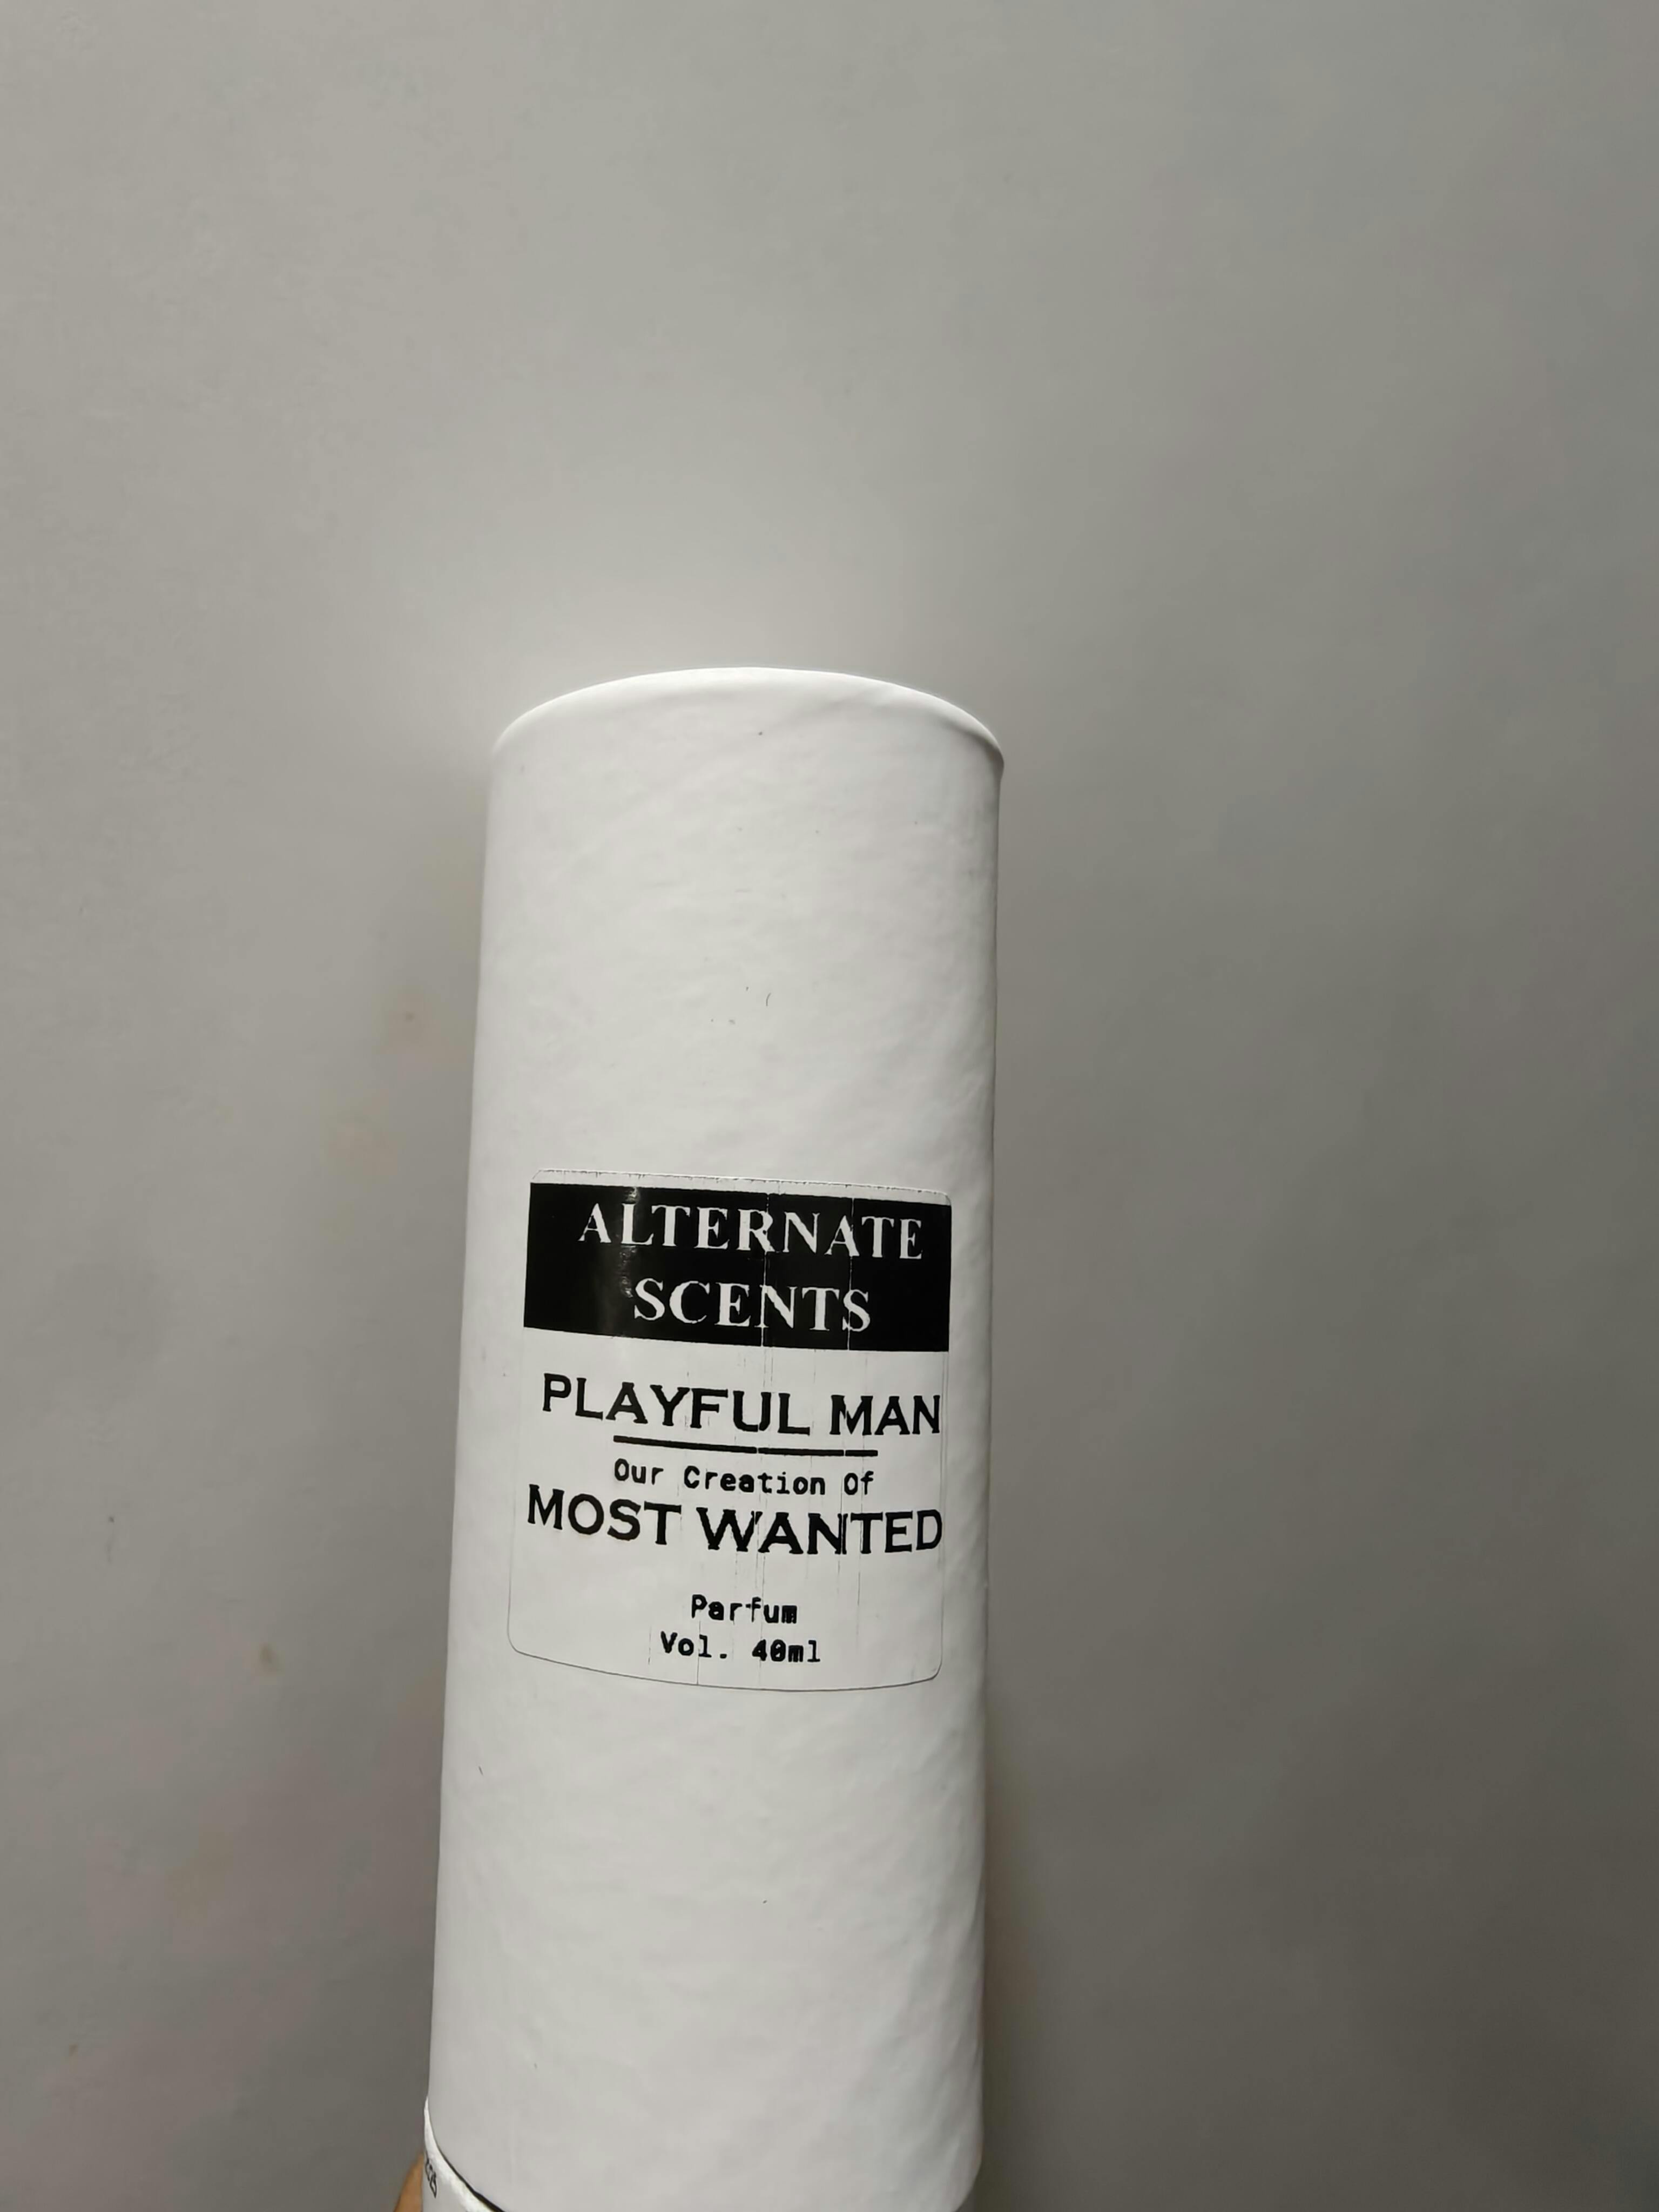 ALTERNATE
SCENTS
PLAYFUL MAN
Our Creation Of
MOST WANTED
Parfum
Vol. 40ml